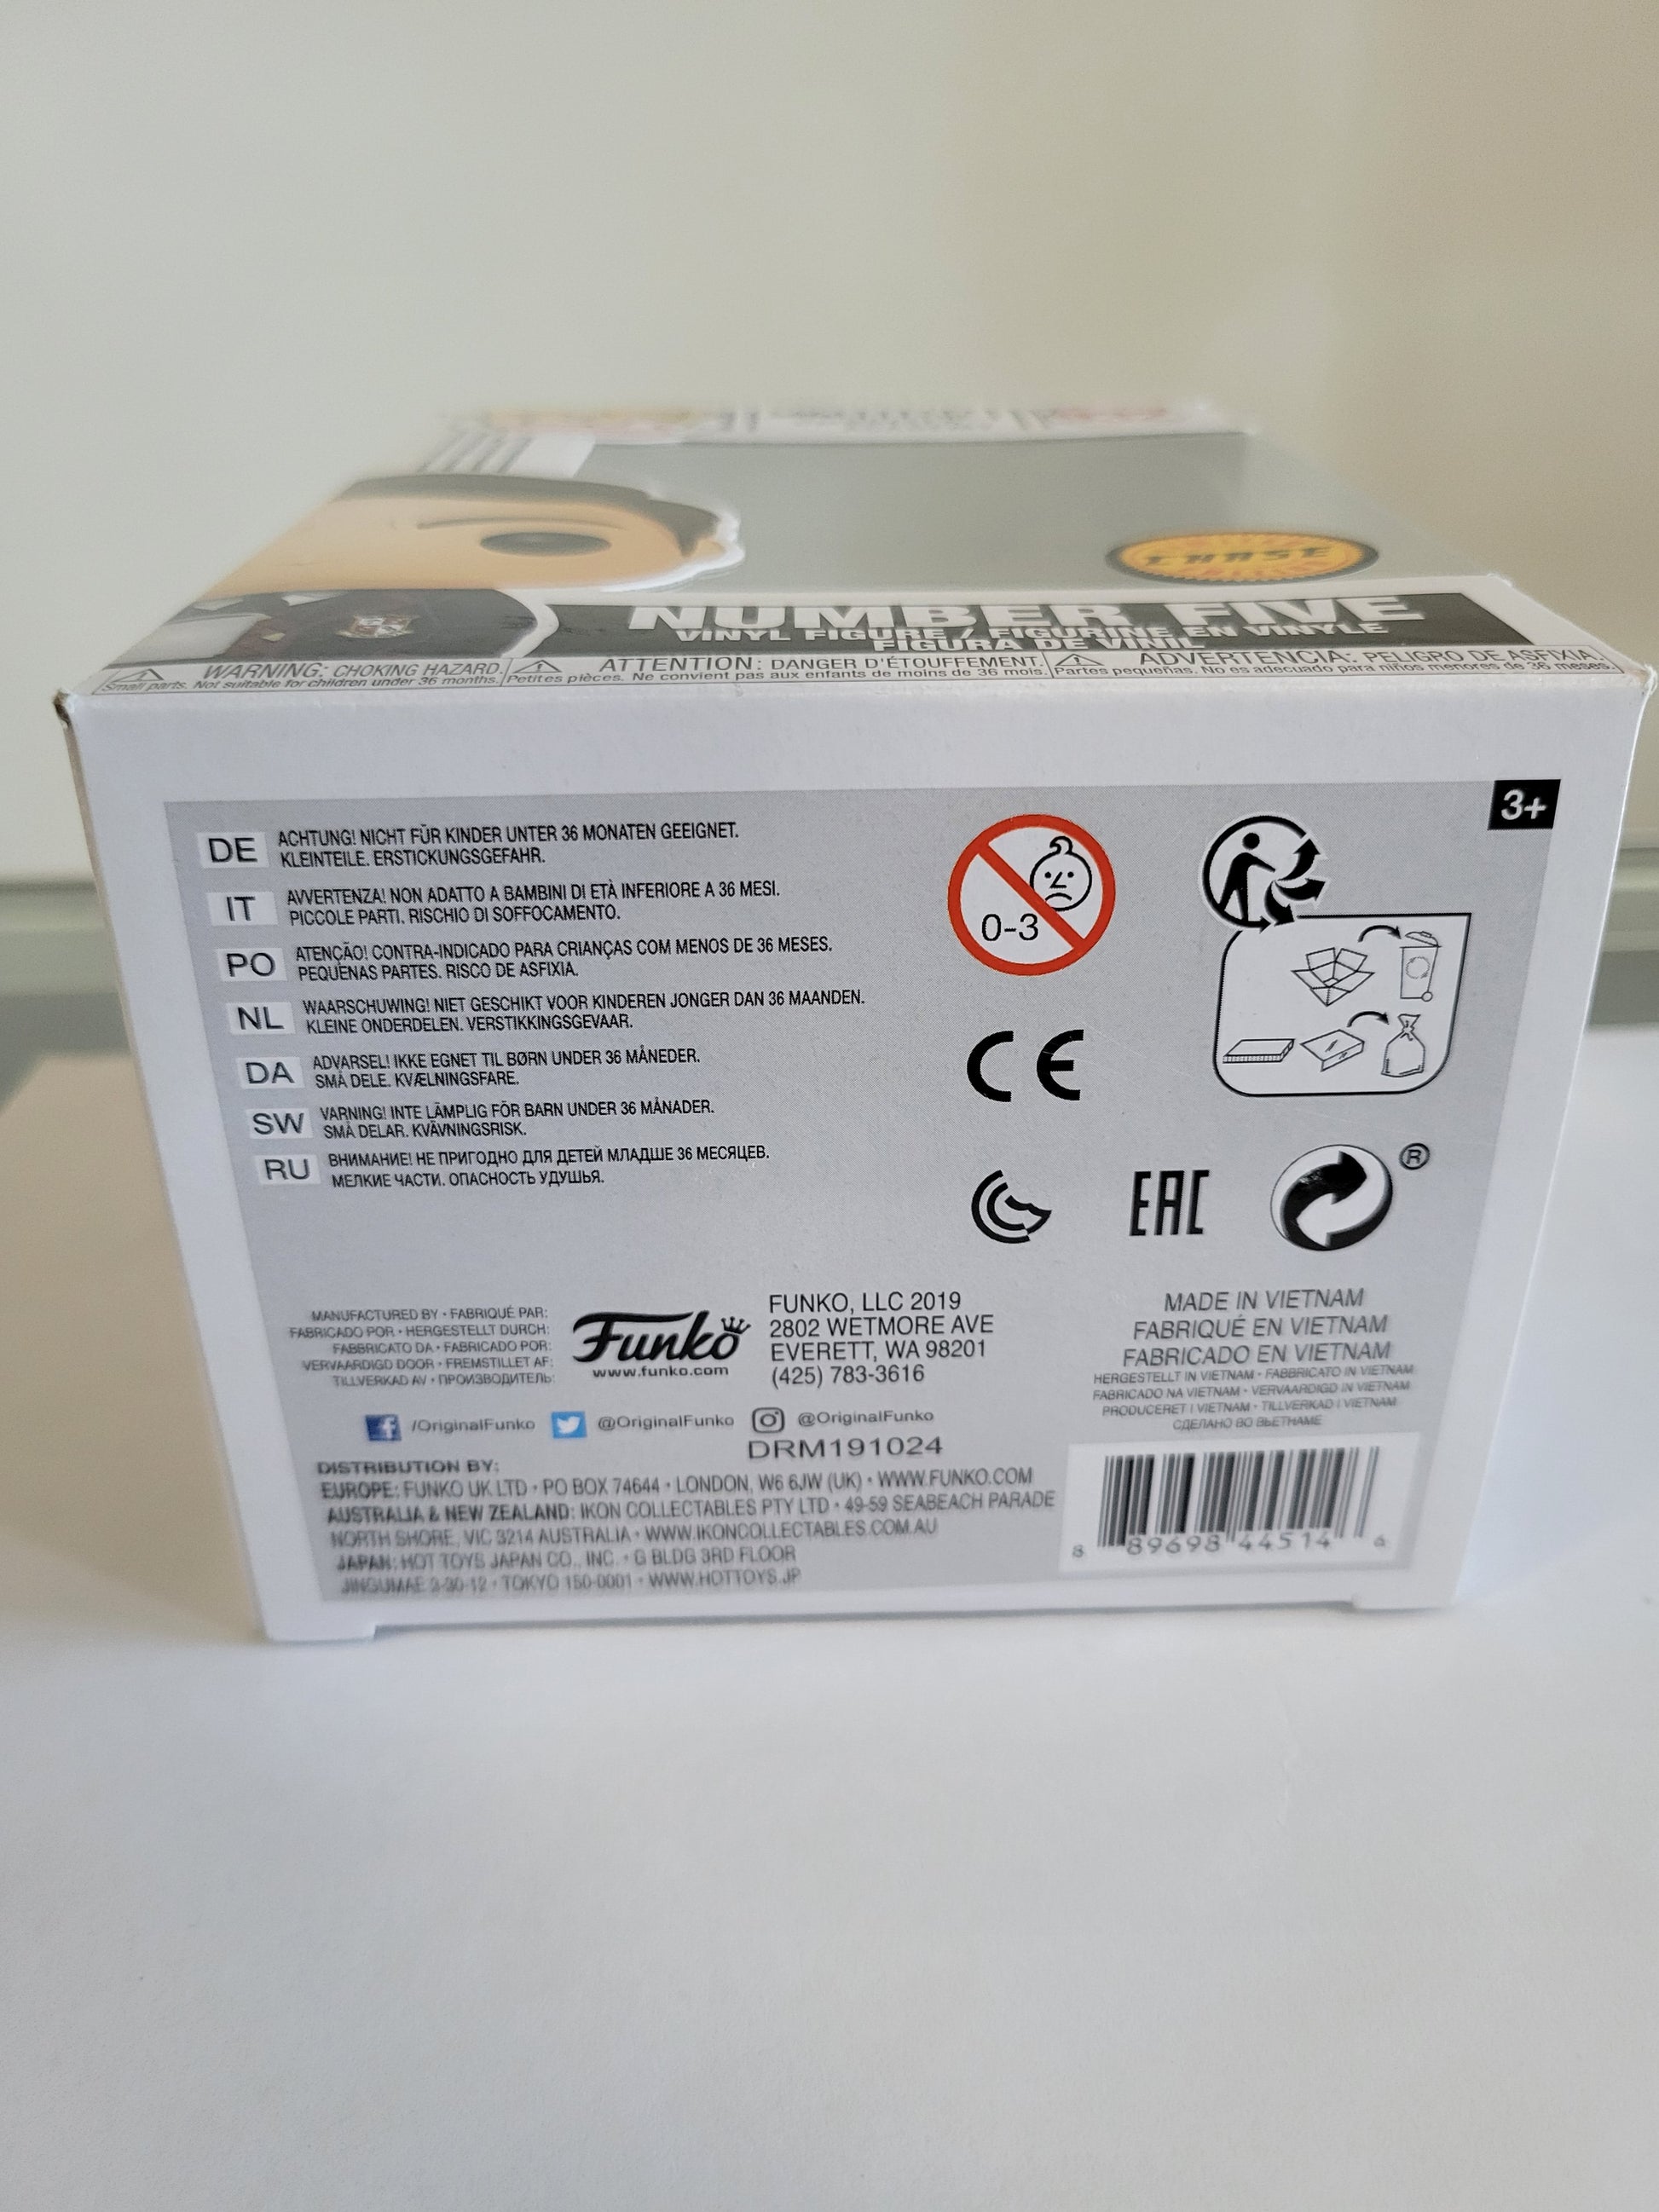 CHASE
NUMBER FIVE
VINYL FIGURE / FIGURINE EN VINYLE
FIGURA DE VINIL
WARNING: CHOKING HAZARD.
Small parts. Not suitable for children under 36 months.
ATTENTION: DANGER D'ÉTOUFFEMENT.
Petites pièces. Ne convient pas aux enfants de moins de 36 mois.
ADVERTENCIA: PELIGRO DE ASFIXIA.
Partes pequeñas. No es adecuado para niños menores de 36 meses.
3+
DE ACHTUNG! NICHT FÜR KINDER UNTER 36 MONATEN GEEIGNET.
KLEINTEILE. ERSTICKUNGSGEFAHR.
IT AVVERTENZA! NON ADATTO A BAMBINI DI ETÀ INFERIORE A 36 MESI.
PICCOLE PARTI. RISCHIO DI SOFFOCAMENTO.
PO ATENÇÃO! CONTRA-INDICADO PARA CRIANÇAS COM MENOS DE 36 MESES.
PEQUENAS PARTES. RISCO DE ASFIXIA.
NL WAARSCHUWING! NIET GESCHIKT VOOR KINDEREN JONGER DAN 36 MAANDEN.
KLEINE ONDERDELEN. VERSTIKKINGSGEVAAR.
DA ADVARSEL! IKKE EGNET TIL BØRN UNDER 36 MÅNEDER.
SMÅ DELE. KVÆLNINGSFARE.
SW VARNING! INTE LÄMPLIG FÖR BARN UNDER 36 MÅNADER.
SMÅ DELAR. KVÄVNINGSRISK.
RU ВНИМАНИЕ! НЕ ПРИГОДНО ДЛЯ ДЕТЕЙ МЛАДШЕ 36 МЕСЯЦЕВ.
МЕЛКИЕ ЧАСТИ. ОПАСНОСТЬ УДУШЬЯ.
0-3
CE
EAC
®
MANUFACTURED BY • FABRIQUÉ PAR:
FABRICADO POR • HERGESTELLT DURCH:
FABBRICATO DA • FABRICADO POR:
VERVAARDIGD DOOR • FREMSTILLET AF:
TILLVERKAD AV • ПРОИЗВОДИТЕЛЬ:
Funko
www.funko.com
FUNKO, LLC 2019
2802 WETMORE AVE
EVERETT, WA 98201
(425) 783-3616
MADE IN VIETNAM
FABRIQUÉ EN VIETNAM
FABRICADO EN VIETNAM
HERGESTELLT IN VIETNAM • FABBRICATO IN VIETNAM
FABRICADO NA VIETNAM • VERVAARDIGD IN VIETNAM
PRODUCERET I VIETNAM • TILLVERKAD I VIETNAM
СДЕЛАНО ВО ВЬЕТНАМЕ
/OriginalFunko @OriginalFunko @OriginalFunko
DRM191024
DISTRIBUTION BY:
EUROPE: FUNKO UK LTD • PO BOX 74644 • LONDON, W6 6JW (UK) • WWW.FUNKO.COM
AUSTRALIA & NEW ZEALAND: IKON COLLECTABLES PTY LTD • 49-59 SEABEACH PARADE
NORTH SHORE, VIC 3214 AUSTRALIA • WWW.IKONCOLLECTABLES.COM.AU
JAPAN: HOT TOYS JAPAN CO., INC. • G BLDG 3RD FLOOR
JINGUMAE 2-30-12 • TOKYO 150-0001 • WWW.HOTTOYS.JP
8 89698 44514 6